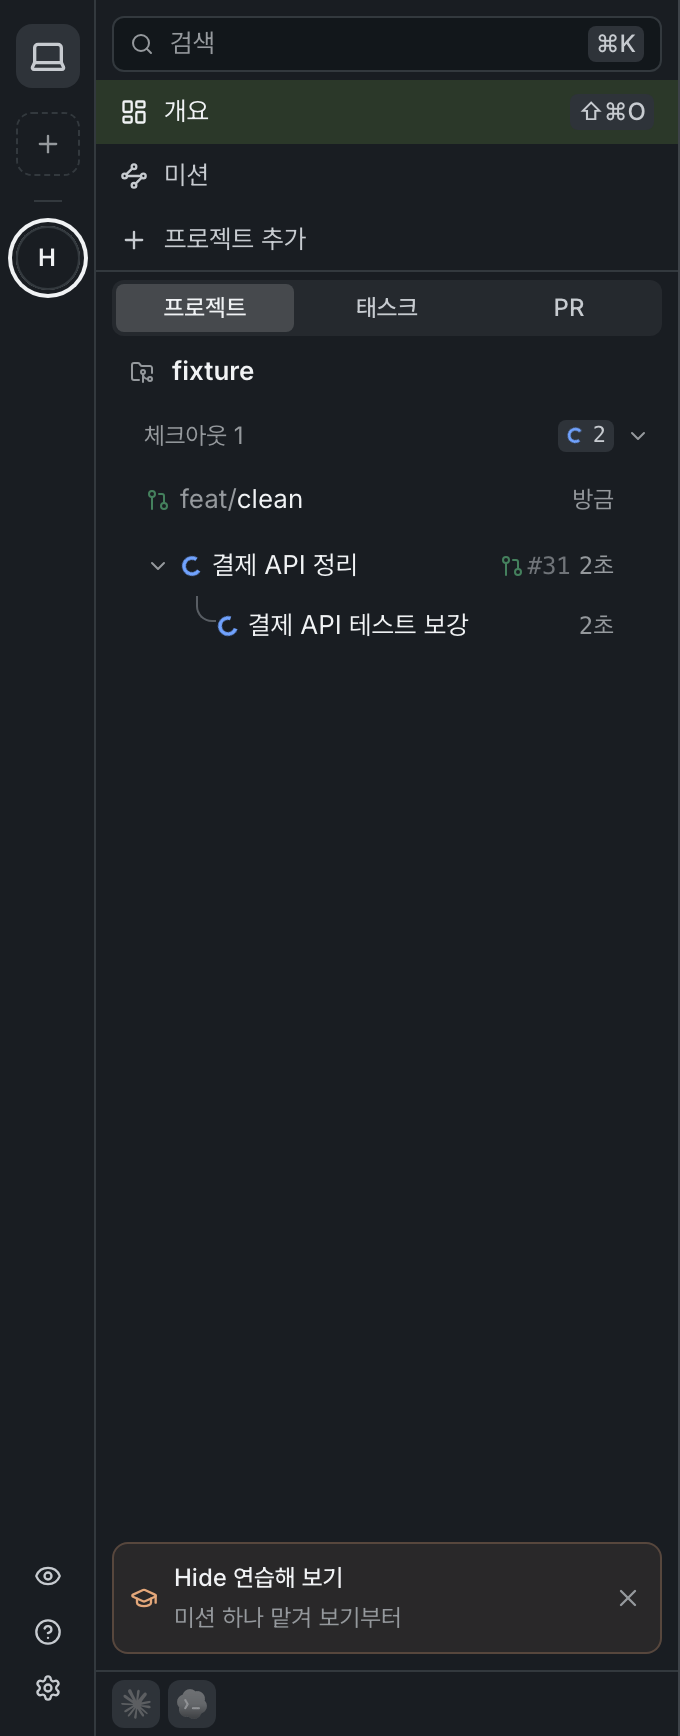 검색 ⌘K
개요 ⇧⌘O
미션
H
프로젝트 추가
프로젝트 태스크 PR
fixture
체크아웃 1 2
feat/clean 방금
결제 API 정리 #31 2초
결제 API 테스트 보강 2초
Hide 연습해 보기
미션 하나 맡겨 보기부터